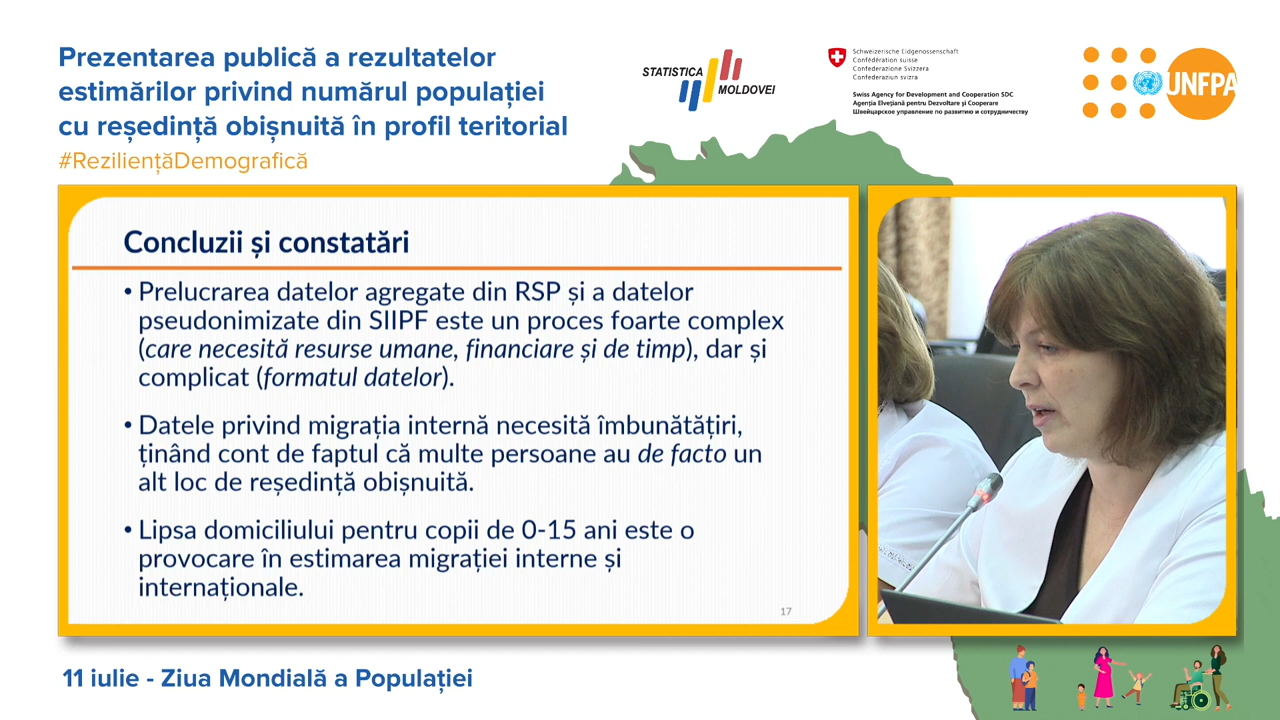 Prezentarea publică a rezultatelor
estimărilor privind numărul populației
cu reședință obișnuită în profil teritorial
#ReziliențăDemografică
STATISTICA
MOLDOVEI
Schweizerische Eidgenossenschaft
Confédération suisse
Confederazione Svizzera
Confederaziun svizra
Swiss Agency for Development and Cooperation SDC
Agenția Elvețiană pentru Dezvoltare și Cooperare
Швейцарское управление по развитию и сотрудничеству
UNFPA
Concluzii și constatări
• Prelucrarea datelor agregate din RSP și a datelor
pseudonimizate din SIIPF este un proces foarte complex
(care necesită resurse umane, financiare și de timp), dar și
complicat (formatul datelor).
• Datele privind migrația internă necesită îmbunătățiri,
ținând cont de faptul că multe persoane au de facto un
alt loc de reședință obișnuită.
• Lipsa domiciliului pentru copii de 0-15 ani este o
provocare în estimarea migrației interne și
internaționale.
17
11 iulie - Ziua Mondială a Populației